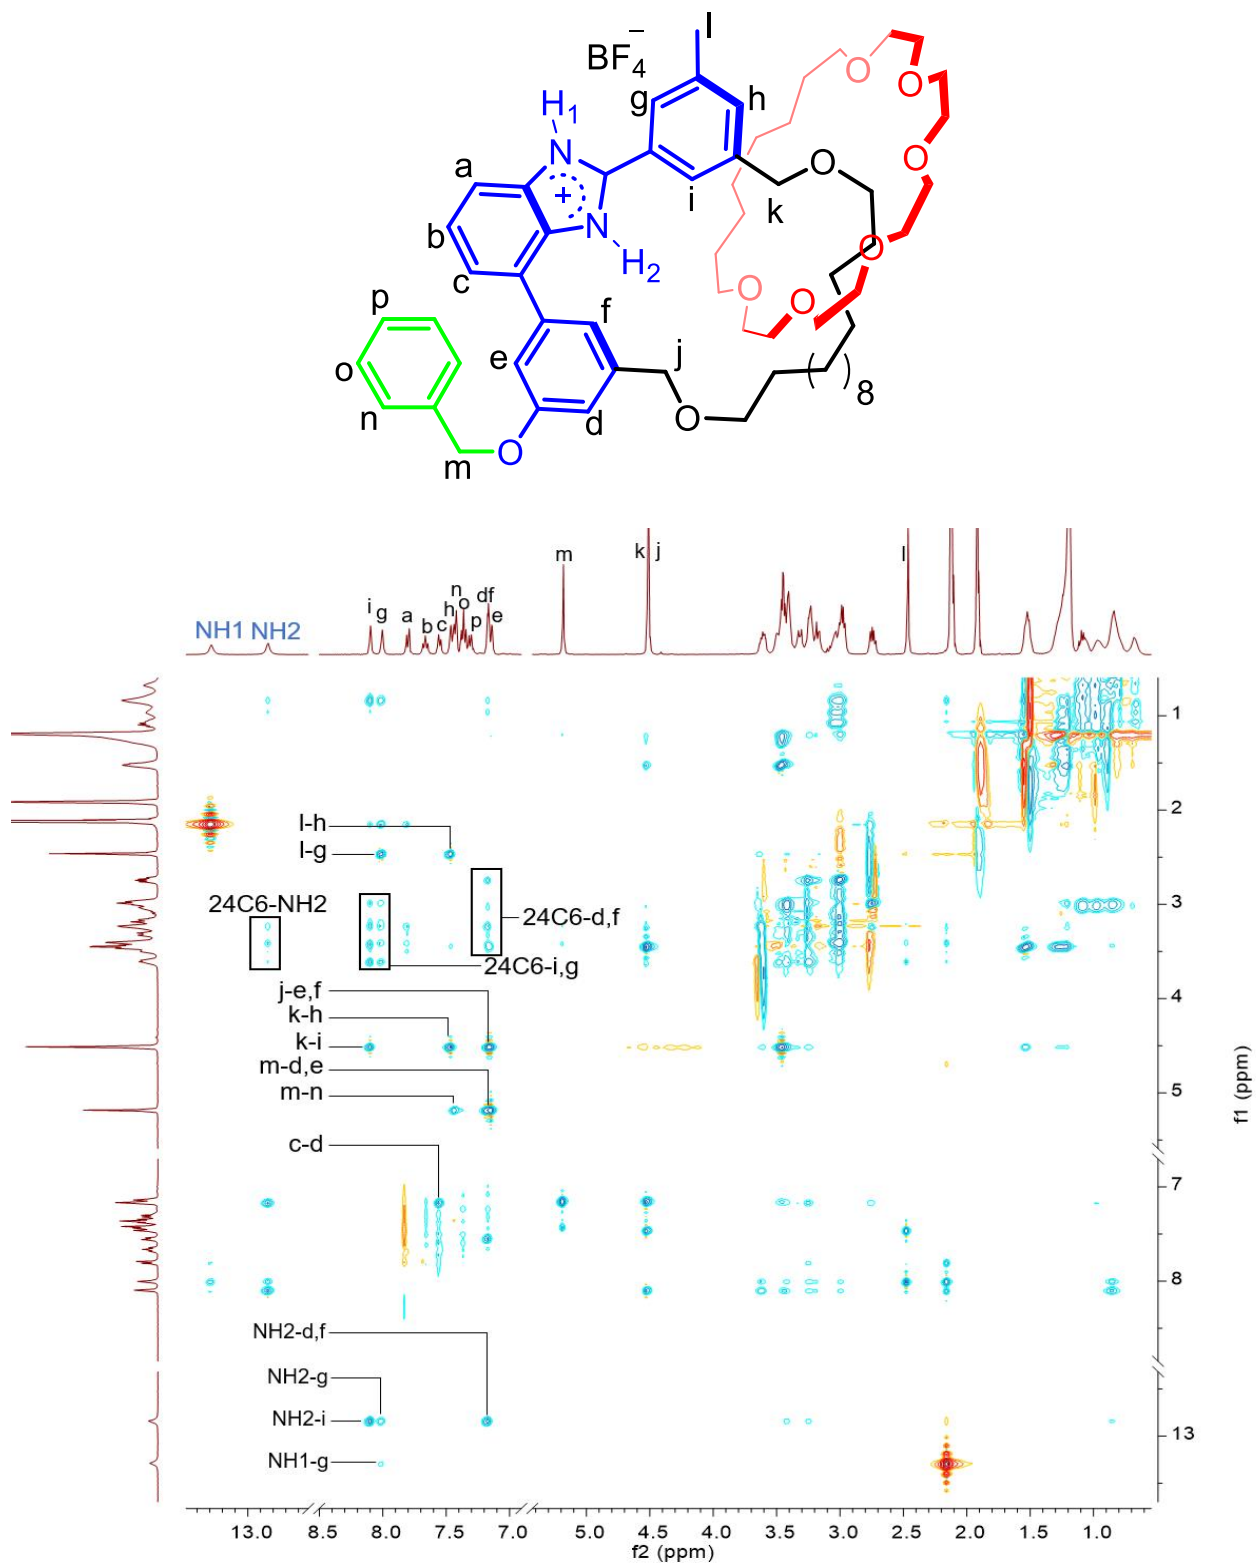 l
BF4−
g
h
O
O
H1
N
O
a
+
i
O
k
b
N
H2
O
c
O
O
p
f
j
e
8
o
n
d
O
m
O
m
k j
l
n
i
g
a
h
o
df
b
c
p
e
NH1 NH2
1
2
l-h
l-g
24C6-NH2
3
24C6-d,f
24C6-i,g
j-e,f
4
k-h
k-i
m-d,e
m-n
5
f1 (ppm)
c-d
7
8
NH2-d,f
NH2-g
NH2-i
13
NH1-g
13.0 8.5 8.0 7.5 7.0 5.0 4.5 4.0 3.5 3.0 2.5 2.0 1.5 1.0
f2 (ppm)